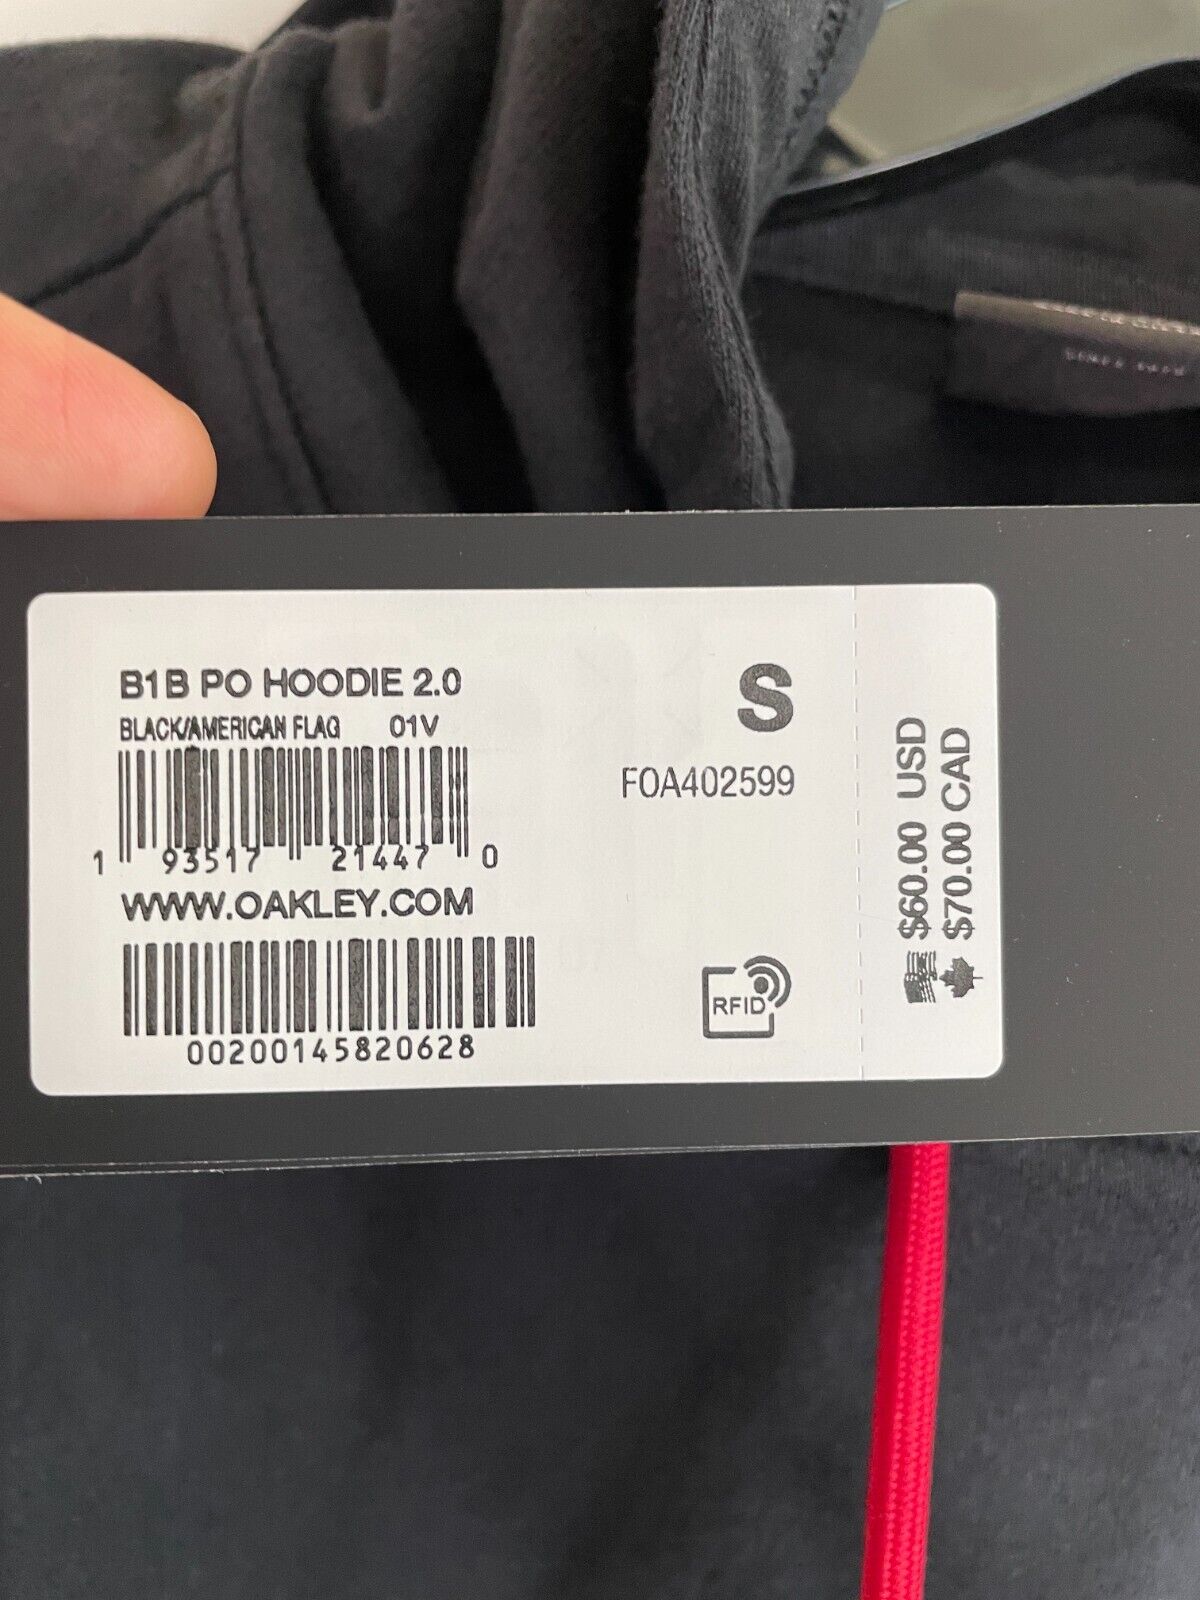 B1B PO HOODIE 2.0
BLACK/AMERICAN FLAG 01V
1 93517 21447 0
WWW.OAKLEY.COM
00200145820628
S
FOA402599
RFID
$60.00 USD
$70.00 CAD